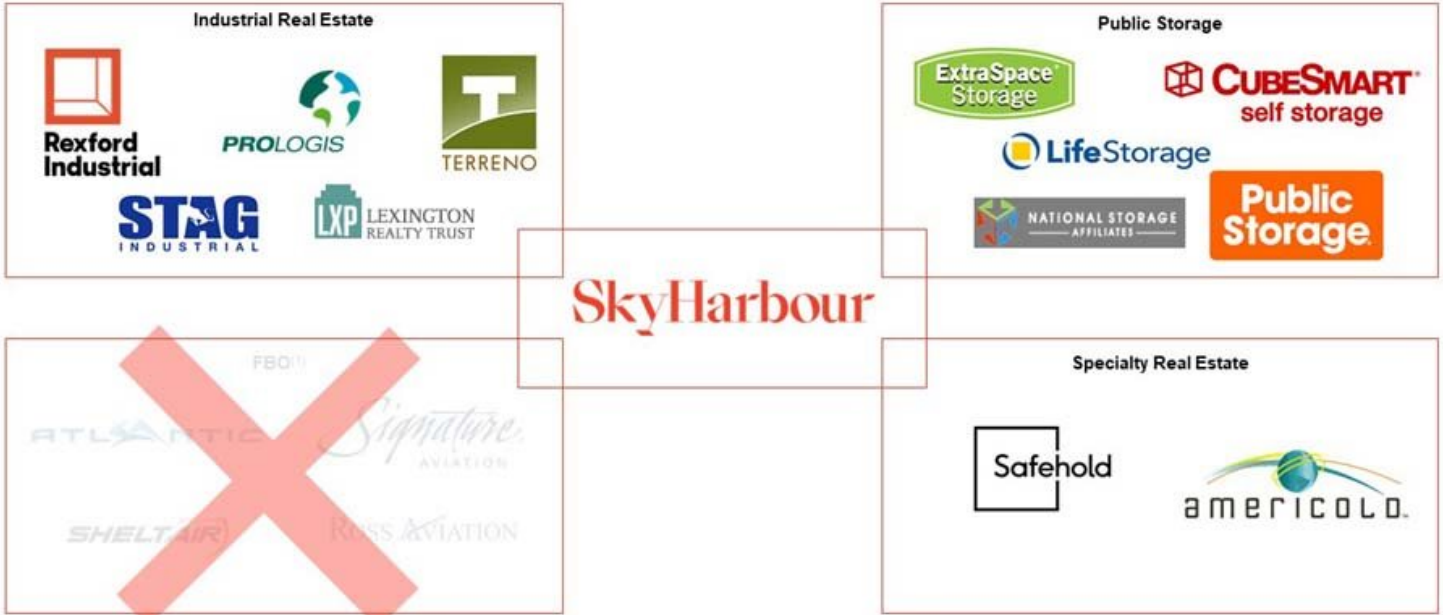 Industrial Real Estate
Rexford
Industrial
PROLOGIS
TERRENO
STAG
INDUSTRIAL
LXP LEXINGTON
REALTY TRUST
Public Storage
ExtraSpace
Storage
CUBESMART
self storage
LifeStorage
NATIONAL STORAGE
AFFILIATES
Public
Storage
SkyHarbour
FBO(1)
ATLANTIC
Signature
AVIATION
SHELTAIR
ROSS AVIATION
Specialty Real Estate
Safehold
americold™